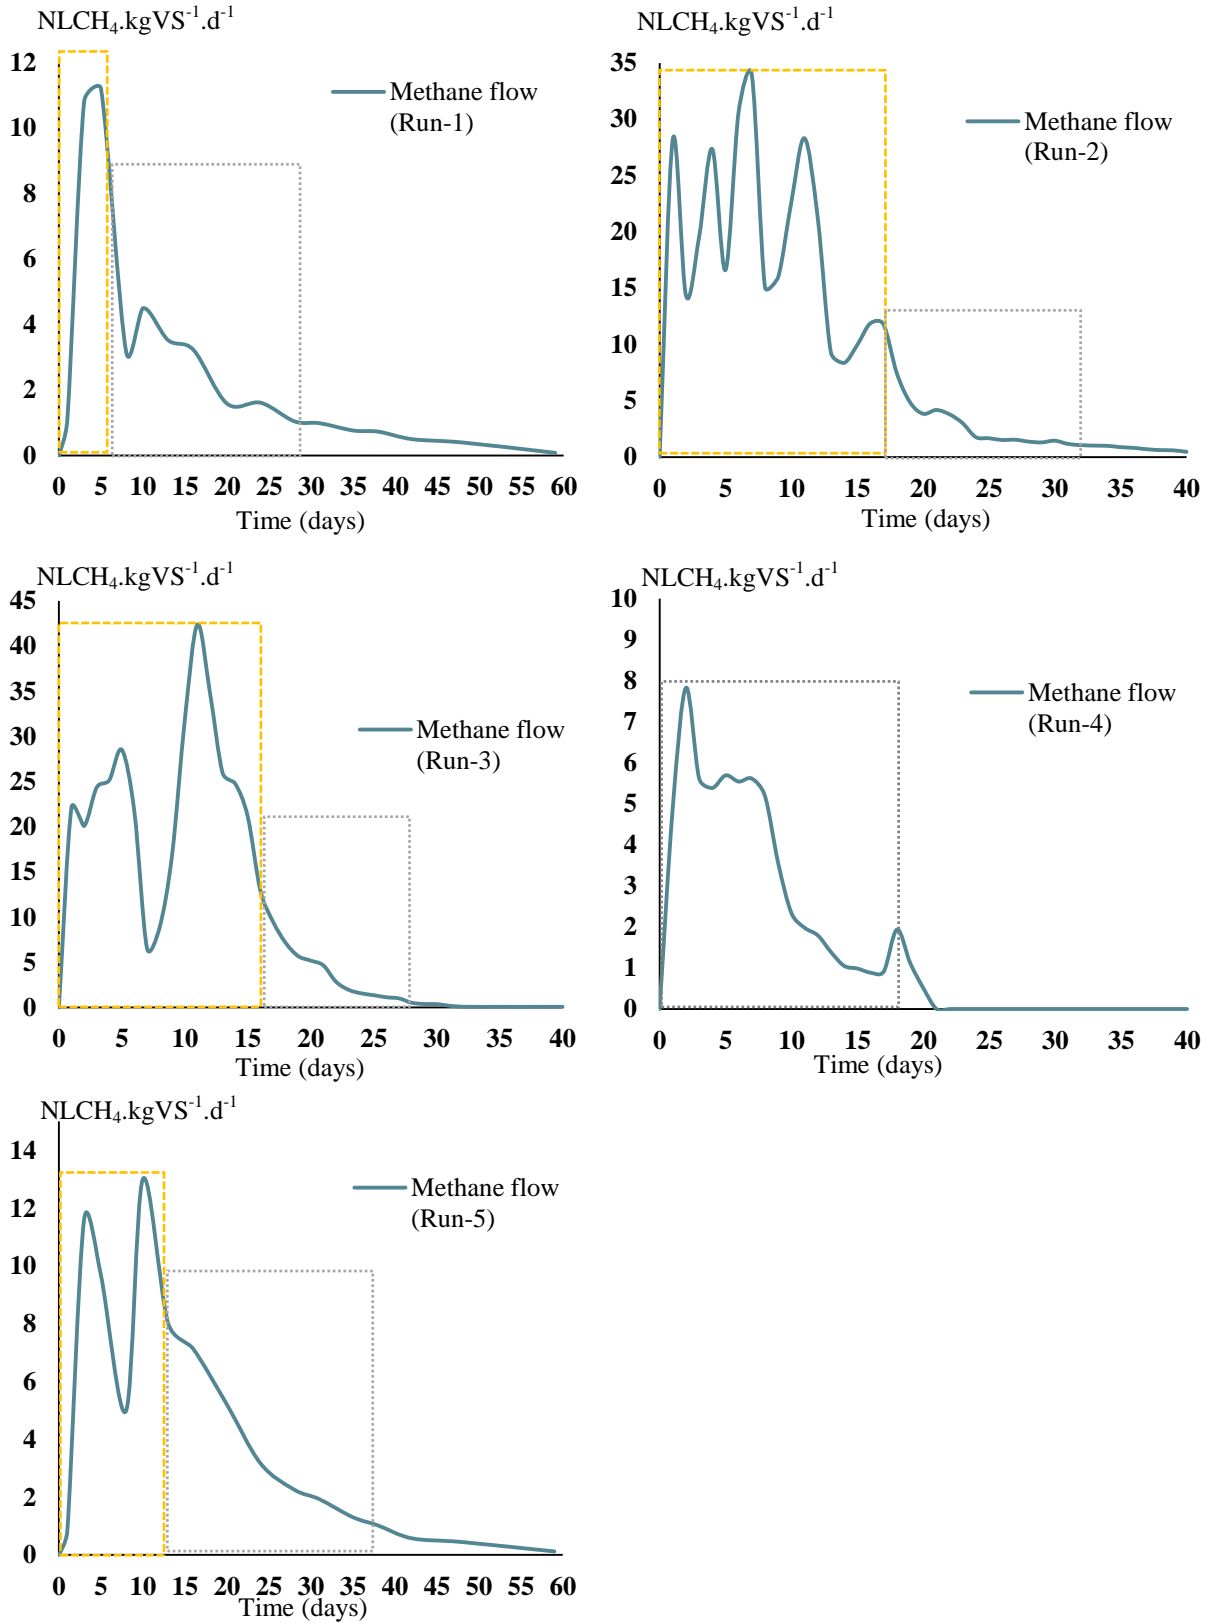 NLCH₄.kgVS⁻¹.d⁻¹
12
10
8
6
4
2
0
0 5 10 15 20 25 30 35 40 45 50 55 60
Time (days)
Methane flow
(Run-1)
NLCH₄.kgVS⁻¹.d⁻¹
35
30
25
20
15
10
5
0
0 5 10 15 20 25 30 35 40
Time (days)
Methane flow
(Run-2)
NLCH₄.kgVS⁻¹.d⁻¹
45
40
35
30
25
20
15
10
5
0
0 5 10 15 20 25 30 35 40
Time (days)
Methane flow
(Run-3)
NLCH₄.kgVS⁻¹.d⁻¹
10
9
8
7
6
5
4
3
2
1
0
0 5 10 15 20 25 30 35 40
Time (days)
Methane flow
(Run-4)
NLCH₄.kgVS⁻¹.d⁻¹
14
12
10
8
6
4
2
0
0 5 10 15 20 25 30 35 40 45 50 55 60
Time (days)
Methane flow
(Run-5)